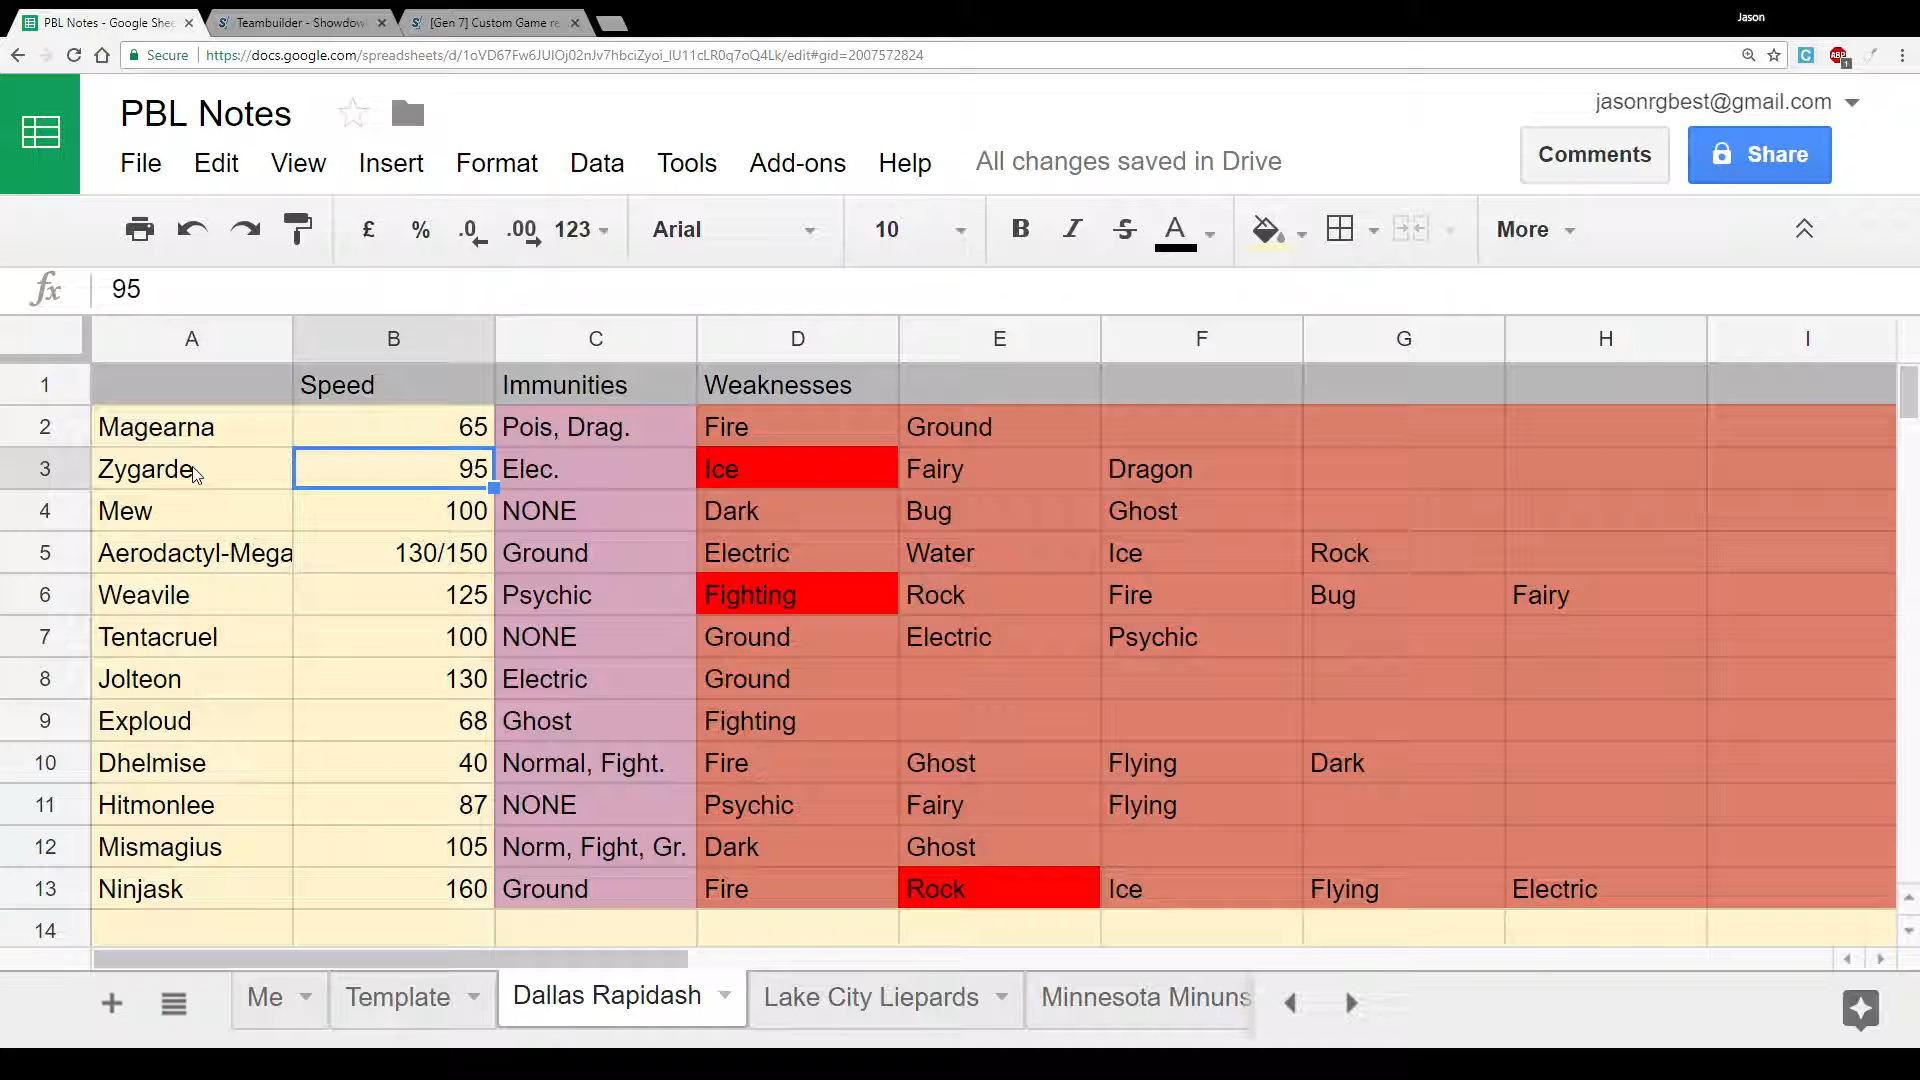 Jason
PBL Notes - Google Shee
Teambuilder - Showdow
[Gen 7] Custom Game re
Secure https://docs.google.com/spreadsheets/d/1oVD67Fw6JUlOj02nJv7hbciZyoi_IU11cLR0q7oQ4Lk/edit#gid=2007572824
PBL Notes
jasonrgbest@gmail.com
File Edit View Insert Format Data Tools Add-ons Help All changes saved in Drive
Comments
Share
£ % .0 .00 123 Arial 10 B I S A More
fx 95
A B C D E F G H I
1 Speed Immunities Weaknesses
2 Magearna 65 Pois, Drag. Fire Ground
3 Zygarde 95 Elec. Ice Fairy Dragon
4 Mew 100 NONE Dark Bug Ghost
5 Aerodactyl-Mega 130/150 Ground Electric Water Ice Rock
6 Weavile 125 Psychic Fighting Rock Fire Bug Fairy
7 Tentacruel 100 NONE Ground Electric Psychic
8 Jolteon 130 Electric Ground
9 Exploud 68 Ghost Fighting
10 Dhelmise 40 Normal, Fight. Fire Ghost Flying Dark
11 Hitmonlee 87 NONE Psychic Fairy Flying
12 Mismagius 105 Norm, Fight, Gr. Dark Ghost
13 Ninjask 160 Ground Fire Rock Ice Flying Electric
14
Me Template Dallas Rapidash Lake City Liepards Minnesota Minuns